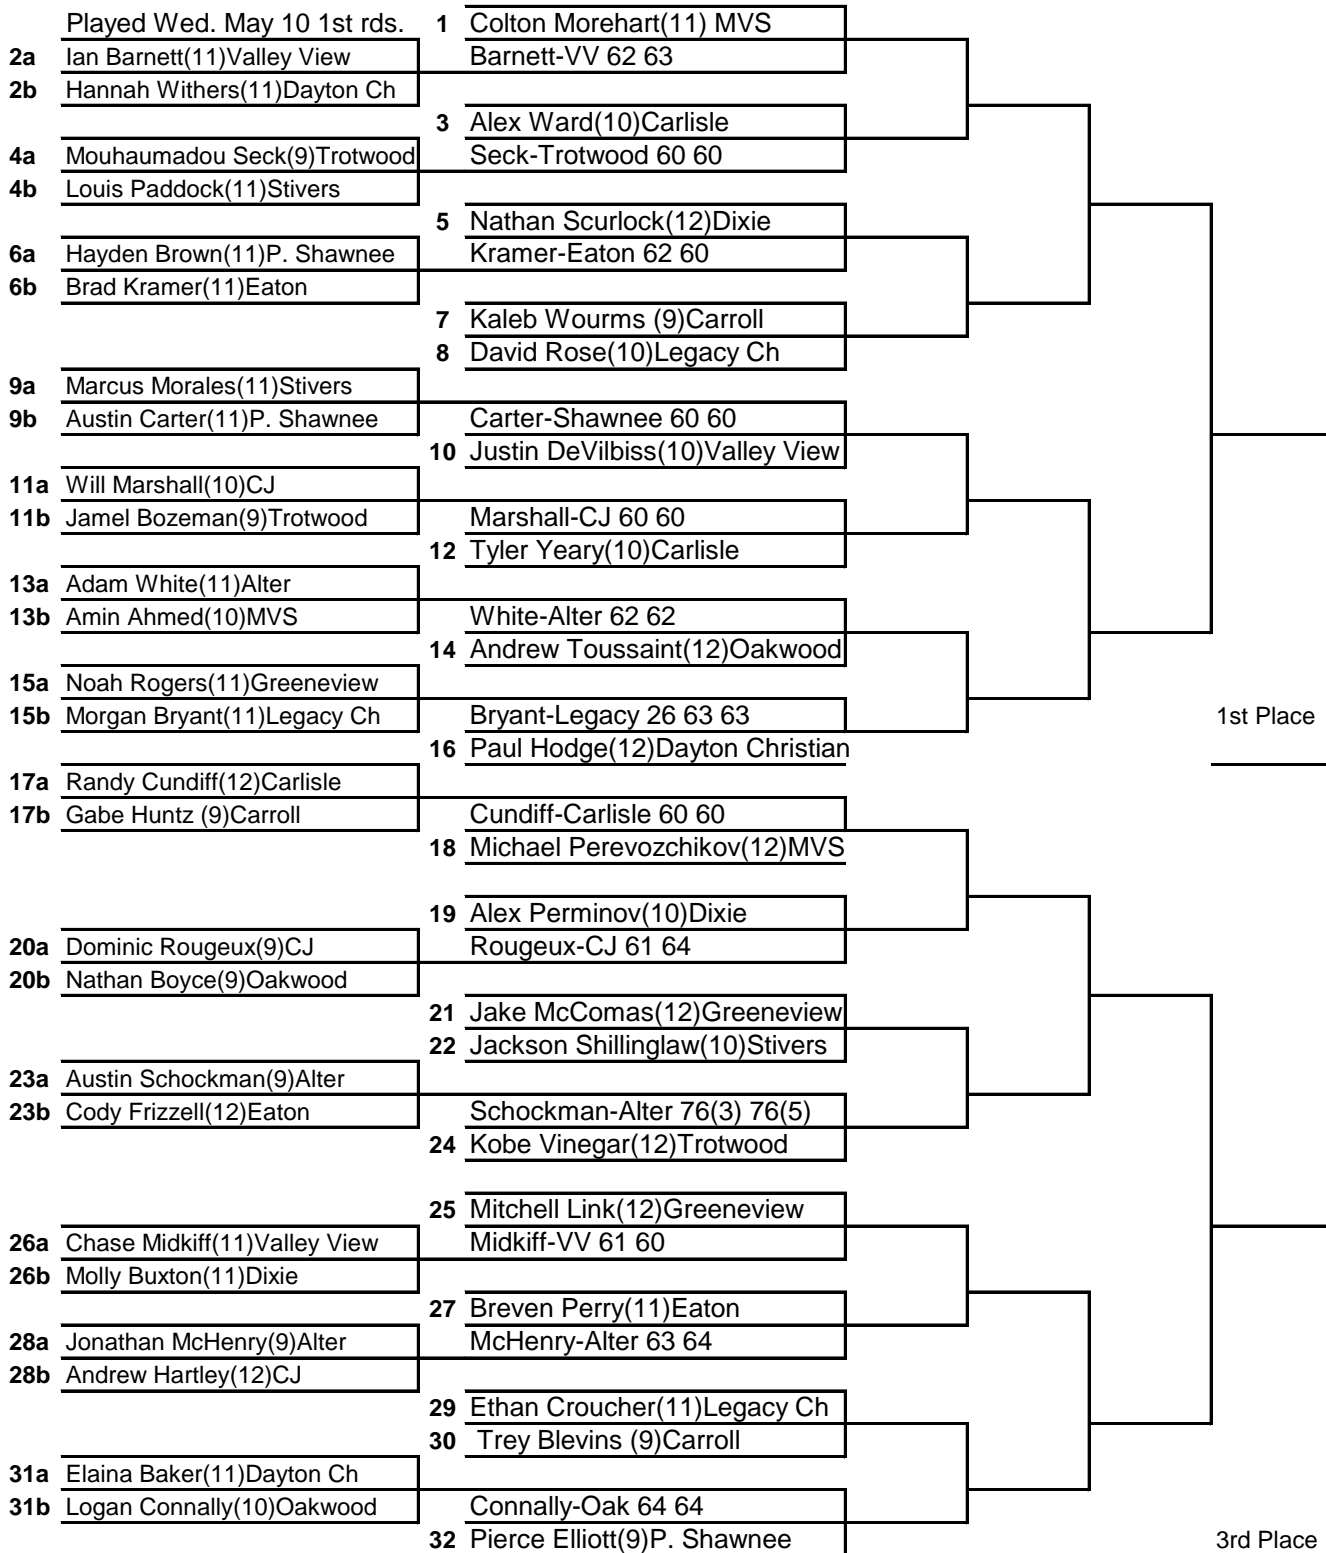 Played Wed. May 10 1st rds.
1 Colton Morehart(11) MVS
2a Ian Barnett(11)Valley View
Barnett-VV 62 63
2b Hannah Withers(11)Dayton Ch
3 Alex Ward(10)Carlisle
4a Mouhaumadou Seck(9)Trotwood
Seck-Trotwood 60 60
4b Louis Paddock(11)Stivers
5 Nathan Scurlock(12)Dixie
6a Hayden Brown(11)P. Shawnee
Kramer-Eaton 62 60
6b Brad Kramer(11)Eaton
7 Kaleb Wourms (9)Carroll
8 David Rose(10)Legacy Ch
9a Marcus Morales(11)Stivers
9b Austin Carter(11)P. Shawnee
Carter-Shawnee 60 60
10 Justin DeVilbiss(10)Valley View
11a Will Marshall(10)CJ
11b Jamel Bozeman(9)Trotwood
Marshall-CJ 60 60
12 Tyler Yeary(10)Carlisle
13a Adam White(11)Alter
13b Amin Ahmed(10)MVS
White-Alter 62 62
14 Andrew Toussaint(12)Oakwood
15a Noah Rogers(11)Greeneview
15b Morgan Bryant(11)Legacy Ch
Bryant-Legacy 26 63 63
1st Place
16 Paul Hodge(12)Dayton Christian
17a Randy Cundiff(12)Carlisle
17b Gabe Huntz (9)Carroll
Cundiff-Carlisle 60 60
18 Michael Perevozchikov(12)MVS
19 Alex Perminov(10)Dixie
20a Dominic Rougeux(9)CJ
Rougeux-CJ 61 64
20b Nathan Boyce(9)Oakwood
21 Jake McComas(12)Greeneview
22 Jackson Shillinglaw(10)Stivers
23a Austin Schockman(9)Alter
23b Cody Frizzell(12)Eaton
Schockman-Alter 76(3) 76(5)
24 Kobe Vinegar(12)Trotwood
25 Mitchell Link(12)Greeneview
26a Chase Midkiff(11)Valley View
Midkiff-VV 61 60
26b Molly Buxton(11)Dixie
27 Breven Perry(11)Eaton
28a Jonathan McHenry(9)Alter
McHenry-Alter 63 64
28b Andrew Hartley(12)CJ
29 Ethan Croucher(11)Legacy Ch
30 Trey Blevins (9)Carroll
31a Elaina Baker(11)Dayton Ch
31b Logan Connally(10)Oakwood
Connally-Oak 64 64
32 Pierce Elliott(9)P. Shawnee
3rd Place